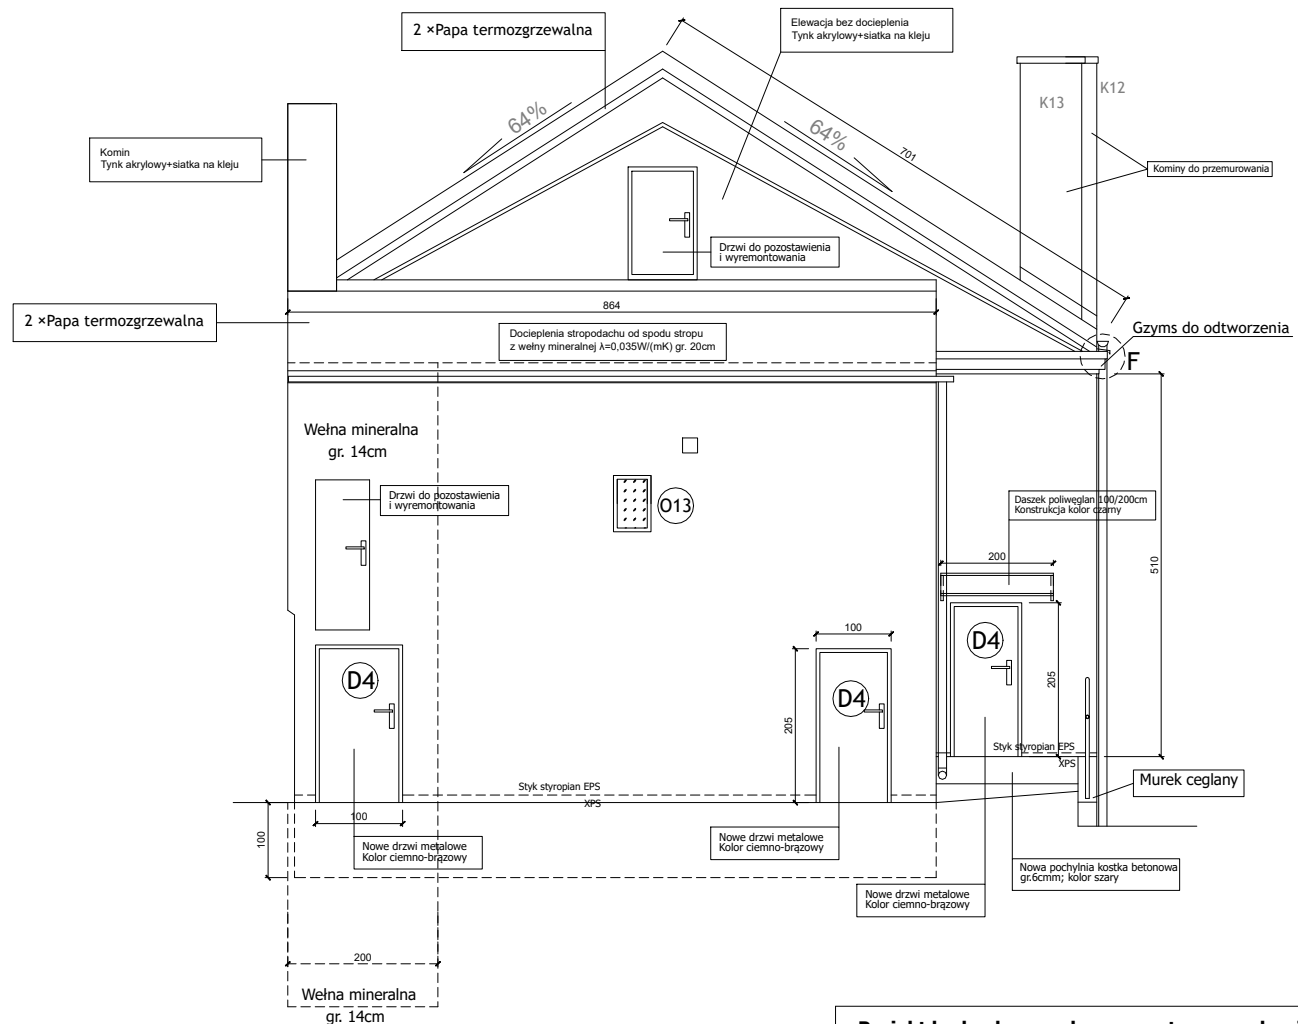 2 ×Papa termozgrzewalna
Elewacja bez docieplenia
Tynk akrylowy+siatka na kleju
K13
K12
64%
64%
701
Komin
Tynk akrylowy+siatka na kleju
Kominy do przemurowania
Drzwi do pozostawienia
i wyremontowania
2 ×Papa termozgrzewalna
864
Docieplenia stropodachu od spodu stropu
z wełny mineralnej λ=0,035W/(mK) gr. 20cm
Gzyms do odtworzenia
F
Wełna mineralna
gr. 14cm
Drzwi do pozostawienia
i wyremontowania
O13
Daszek poliwęglan 100/200cm
Konstrukcja kolor czarny
200
510
D4
100
D4
D4
205
205
Styk styropian EPS
XPS
Styk styropian EPS
XPS
Murek ceglany
100
100
Nowe drzwi metalowe
Kolor ciemno-brązowy
Nowe drzwi metalowe
Kolor ciemno-brązowy
Nowa pochylnia kostka betonowa
gr.6cmm; kolor szary
Nowe drzwi metalowe
Kolor ciemno-brązowy
200
Wełna mineralna
gr. 14cm